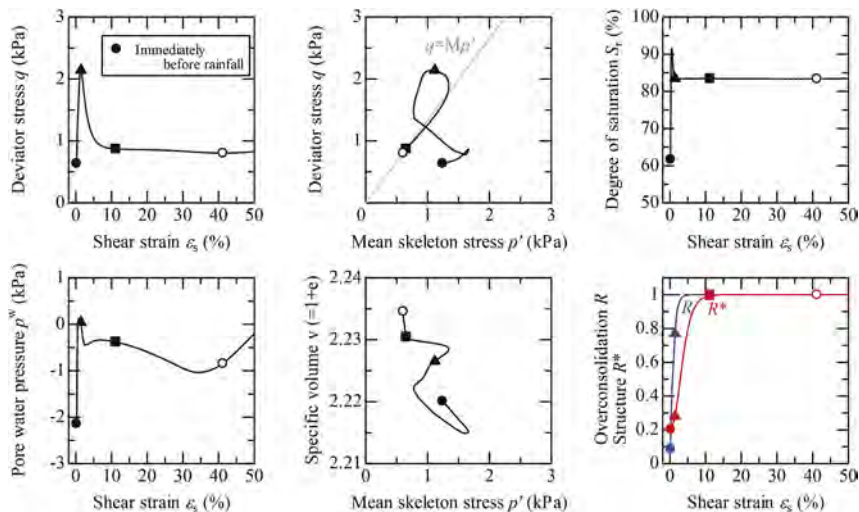 3
2
1
0
Deviator stress q (kPa)
Immediately
before rainfall
0 10 20 30 40 50
Shear strain εs (%)
3
2
1
0
Deviator stress q (kPa)
q=Mp'
0 1 2 3
Mean skeleton stress p' (kPa)
100
90
80
70
60
50
Degree of saturation Sr (%)
0 10 20 30 40 50
Shear strain εs (%)
1
0
-1
-2
-3
Pore water pressure pw (kPa)
0 10 20 30 40 50
Shear strain εs (%)
2.24
2.23
2.22
2.21
Specific volume v (=1+e)
0 1 2 3
Mean skeleton stress p' (kPa)
1
0.8
0.6
0.4
0.2
0
Overconsolidation R
Structure R*
R
R*
0 10 20 30 40 50
Shear strain εs (%)